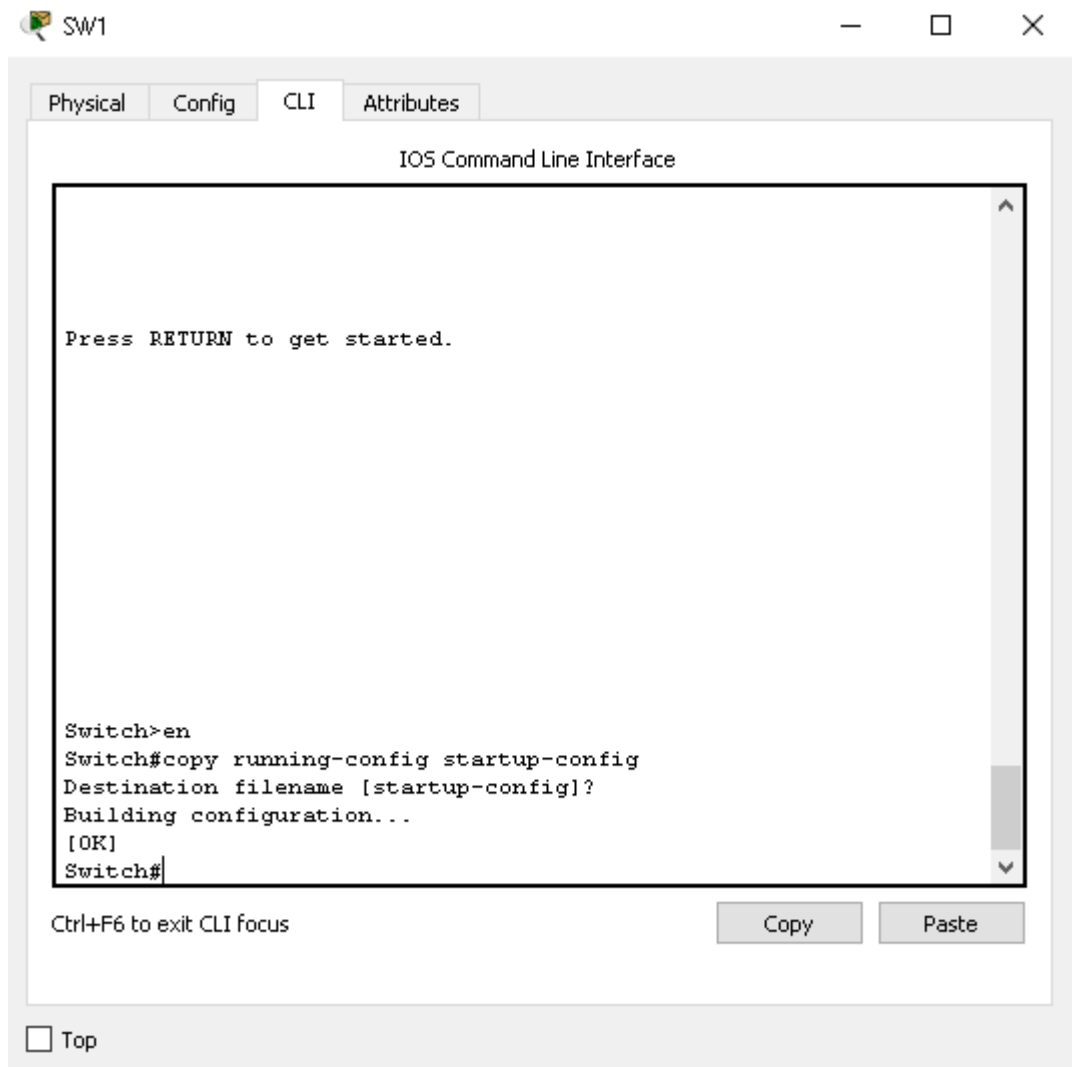 SW1
Physical Config CLI Attributes
IOS Command Line Interface
Press RETURN to get started.
Switch>en
Switch#copy running-config startup-config
Destination filename [startup-config]?
Building configuration...
[OK]
Switch#
Ctrl+F6 to exit CLI focus
Copy Paste
Top